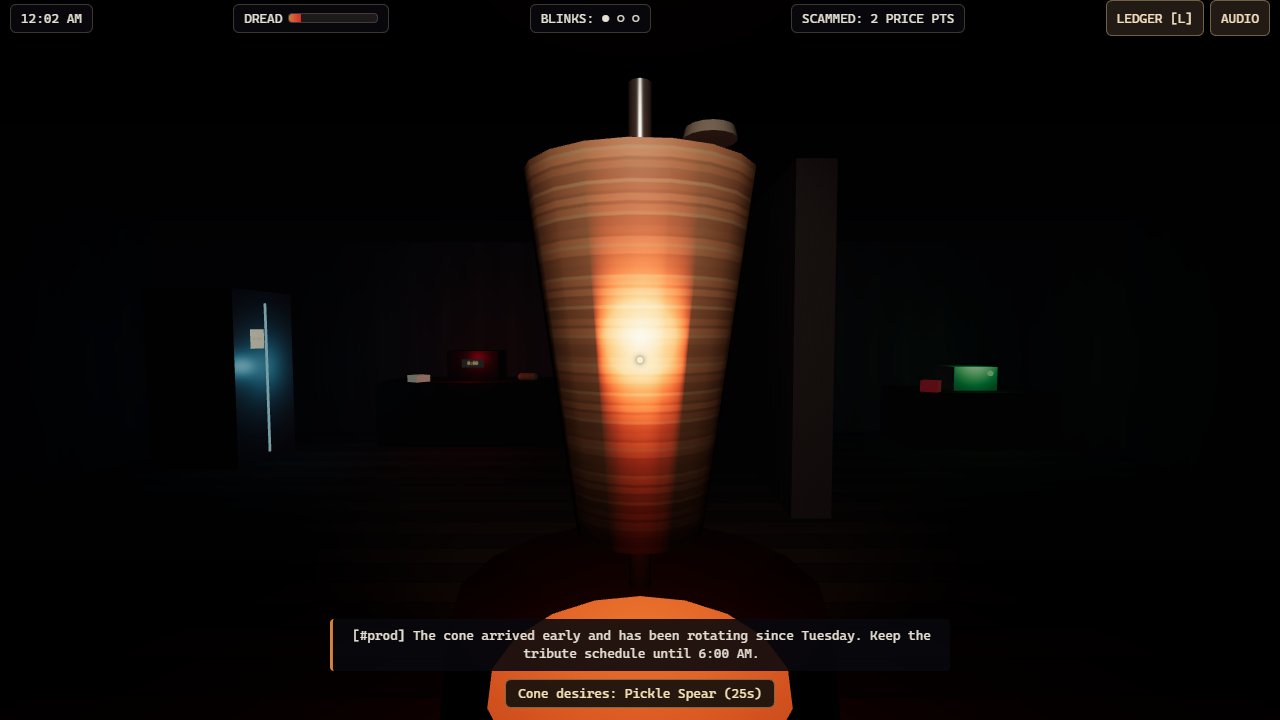 12:02 AM
DREAD
BLINKS:
SCAMMED: 2 PRICE PTS
LEDGER [L]
AUDIO
[#prod] The cone arrived early and has been rotating since Tuesday. Keep the
tribute schedule until 6:00 AM.
Cone desires: Pickle Spear (25s)